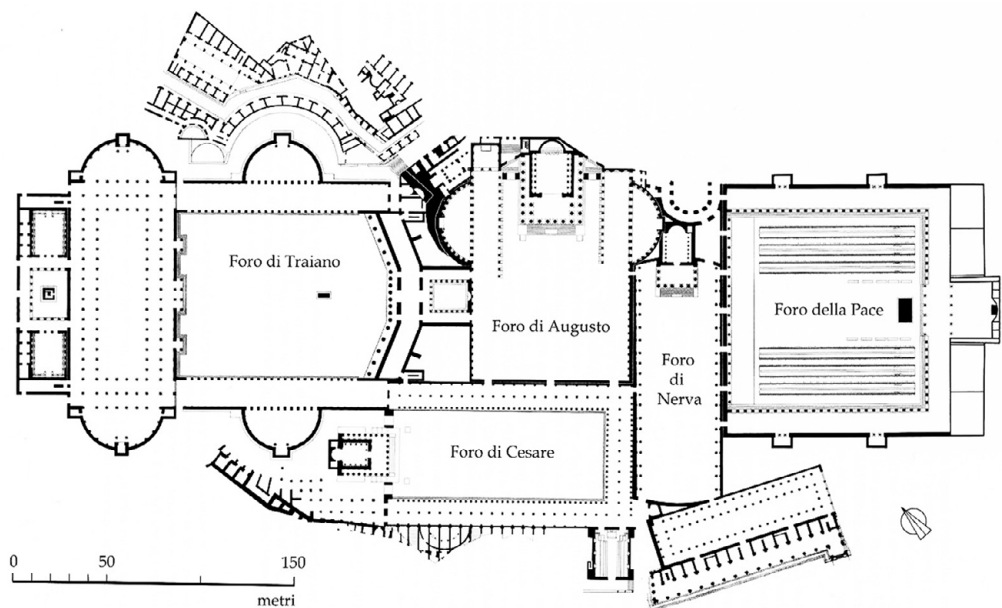 Foro di Traiano
Foro di Augusto
Foro della Pace
Foro
di
Nerva
Foro di Cesare
0 50 150
metri